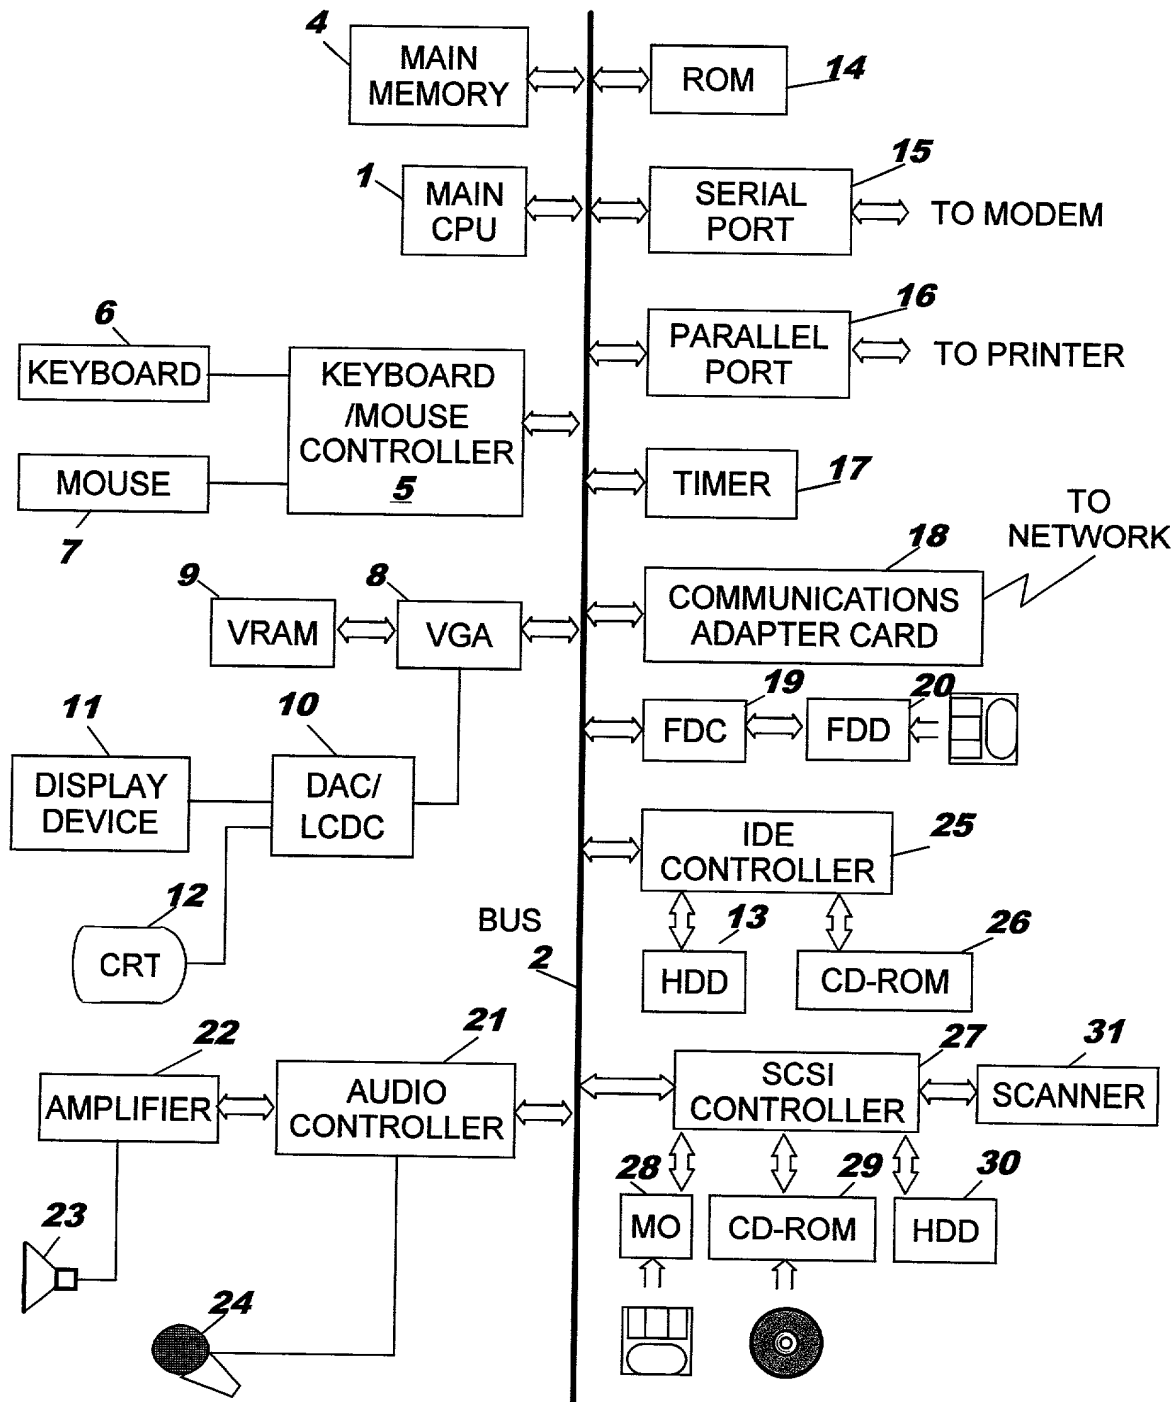 4
MAIN
MEMORY
ROM
14
1
MAIN
CPU
15
SERIAL
PORT
TO MODEM
6
KEYBOARD
KEYBOARD
/MOUSE
CONTROLLER
5
MOUSE
7
16
PARALLEL
PORT
TO PRINTER
TIMER
17
TO
NETWORK
18
COMMUNICATIONS
ADAPTER CARD
9
VRAM
8
VGA
19
FDC
20
FDD
11
DISPLAY
DEVICE
10
DAC/
LCDC
12
CRT
IDE
CONTROLLER
25
BUS
2
13
HDD
26
CD-ROM
22
AMPLIFIER
21
AUDIO
CONTROLLER
27
SCSI
CONTROLLER
31
SCANNER
28
MO
29
CD-ROM
30
HDD
23
24